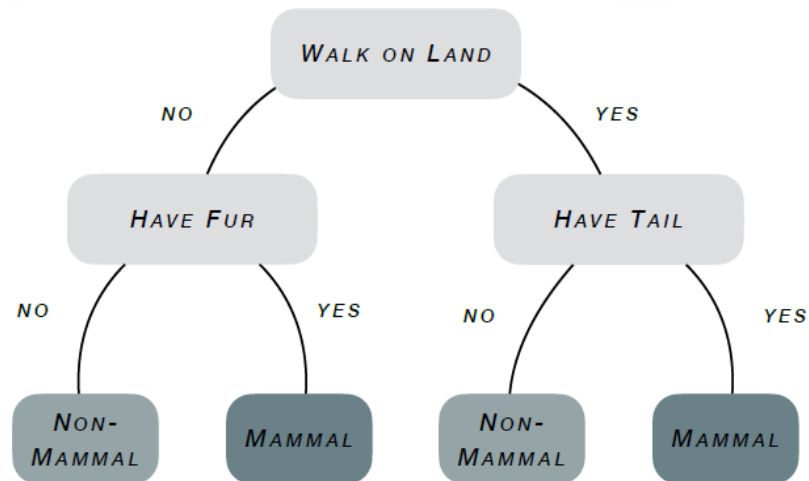 WALK ON LAND
NO
YES
HAVE FUR
HAVE TAIL
NO
YES
NO
YES
NON-
MAMMAL
MAMMAL
NON-
MAMMAL
MAMMAL